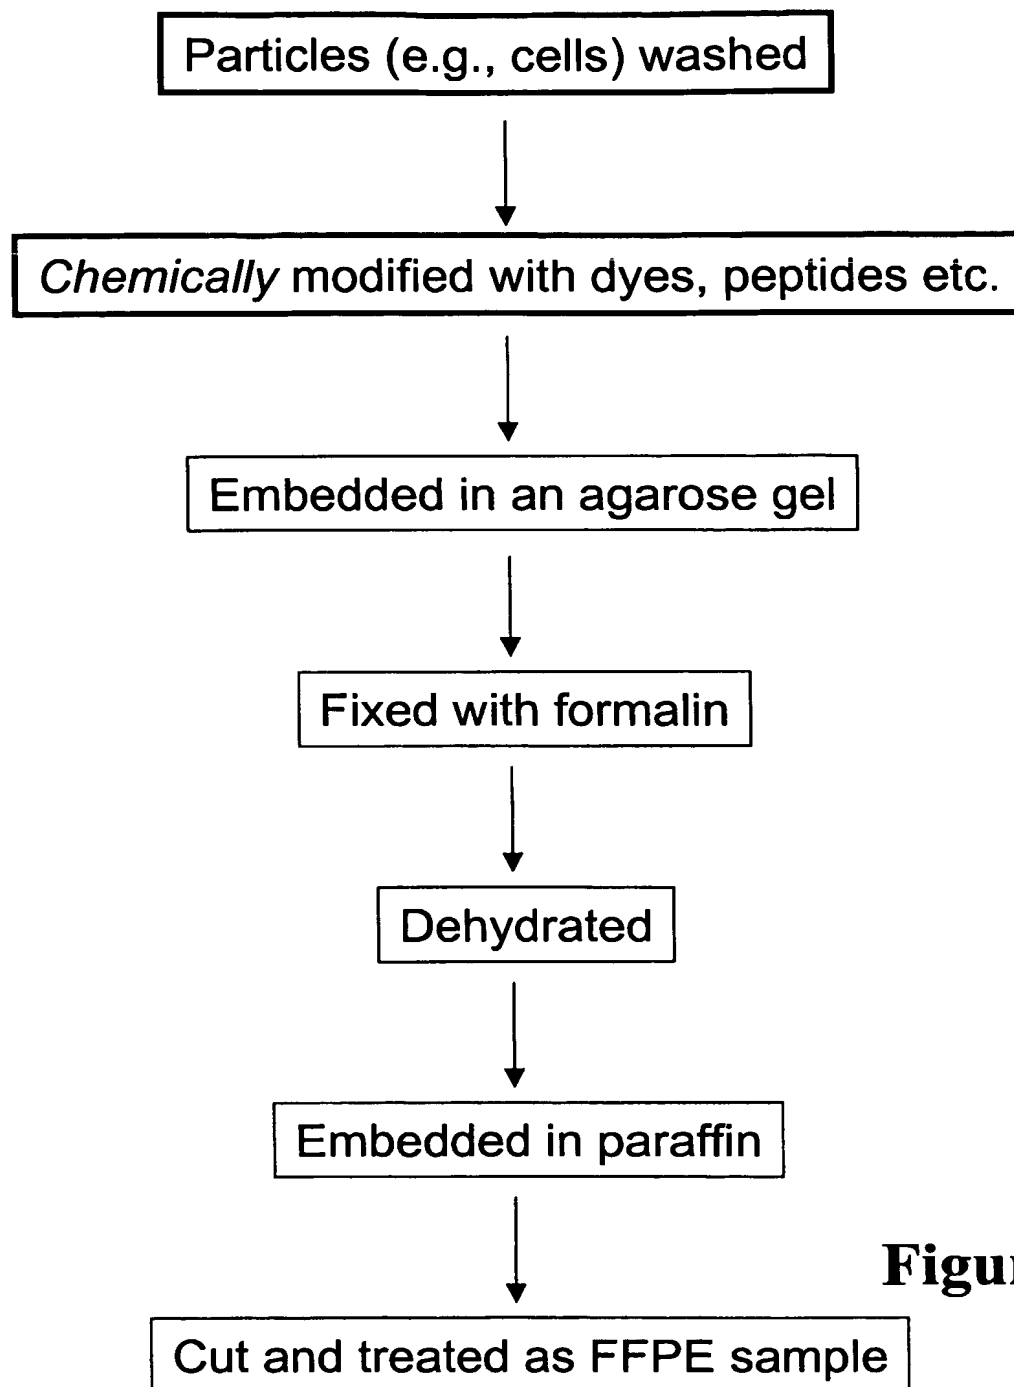 Particles (e.g., cells) washed
Chemically modified with dyes, peptides etc.
Embedded in an agarose gel
Fixed with formalin
Dehydrated
Embedded in paraffin
Cut and treated as FFPE sample